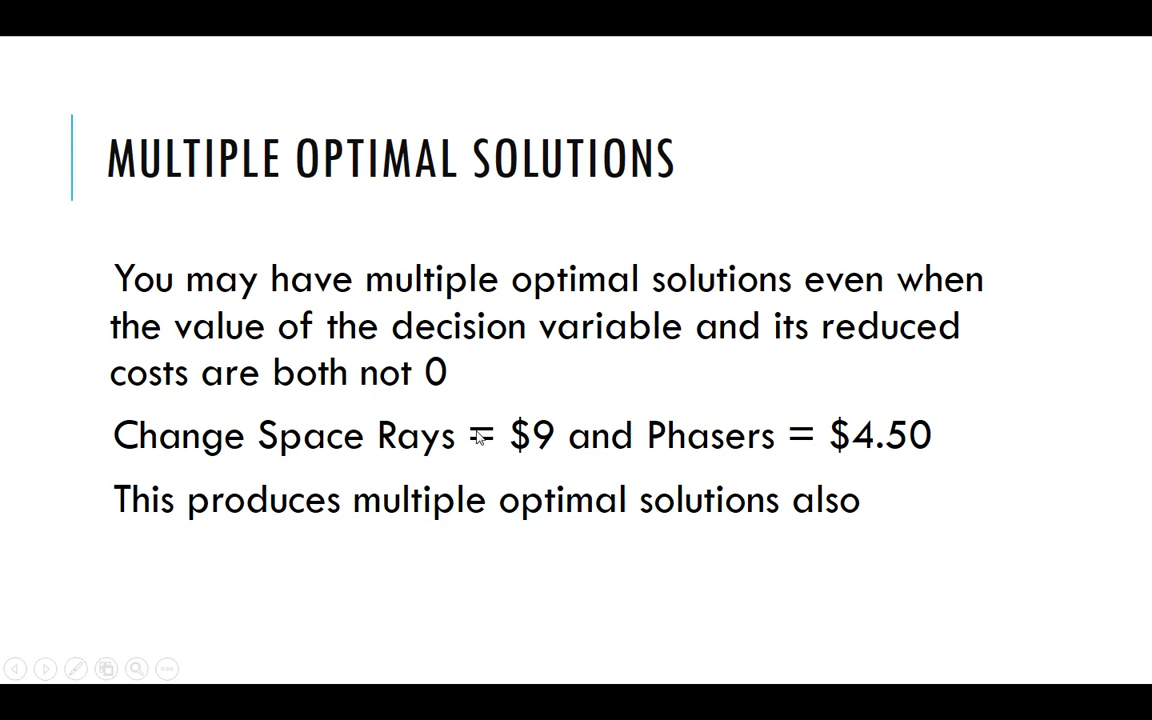 MULTIPLE OPTIMAL SOLUTIONS
You may have multiple optimal solutions even when
the value of the decision variable and its reduced
costs are both not 0
Change Space Rays = $9 and Phasers = $4.50
This produces multiple optimal solutions also